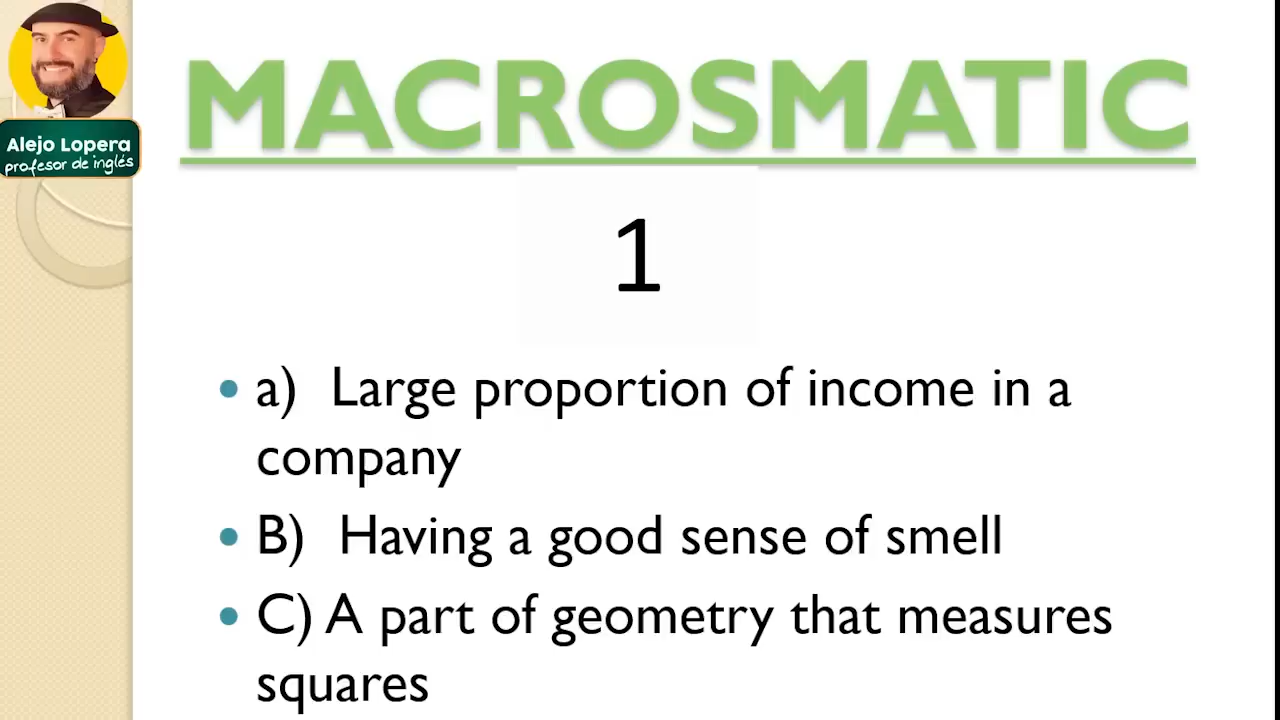 Alejo Lopera
profesor de inglés
MACROSMATIC
1
a) Large proportion of income in a
company
B) Having a good sense of smell
C) A part of geometry that measures
squares